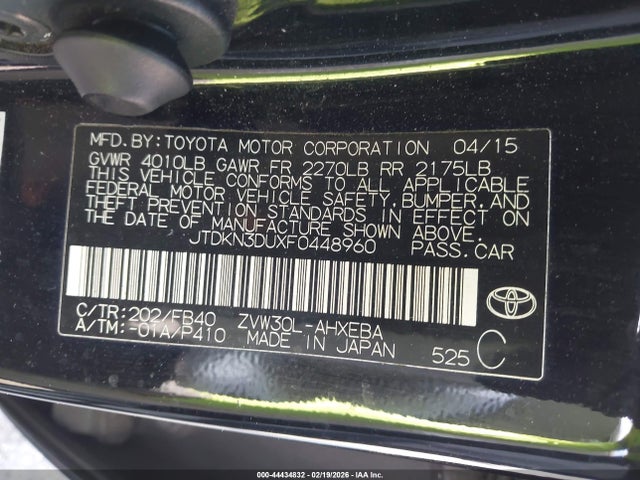 MFD.BY:TOYOTA MOTOR CORPORATION 04/15
GVWR 4010LB GAWR FR 2270LB RR 2175LB
THIS VEHICLE CONFORMS TO ALL APPLICABLE
FEDERAL MOTOR VEHICLE SAFETY,BUMPER, AND
THEFT PREVENTION STANDARDS IN EFFECT ON
THE DATE OF MANUFACTURE SHOWN ABOVE.
JTDKN3DUXF0448960 PASS.CAR
C/TR:202/FB40 ZVW30L-AHXEBA
A/TM:-01A/P410 MADE IN JAPAN 525 C
TOYOTA
000-44434832 - 02/19/2026 - IAAI.COM